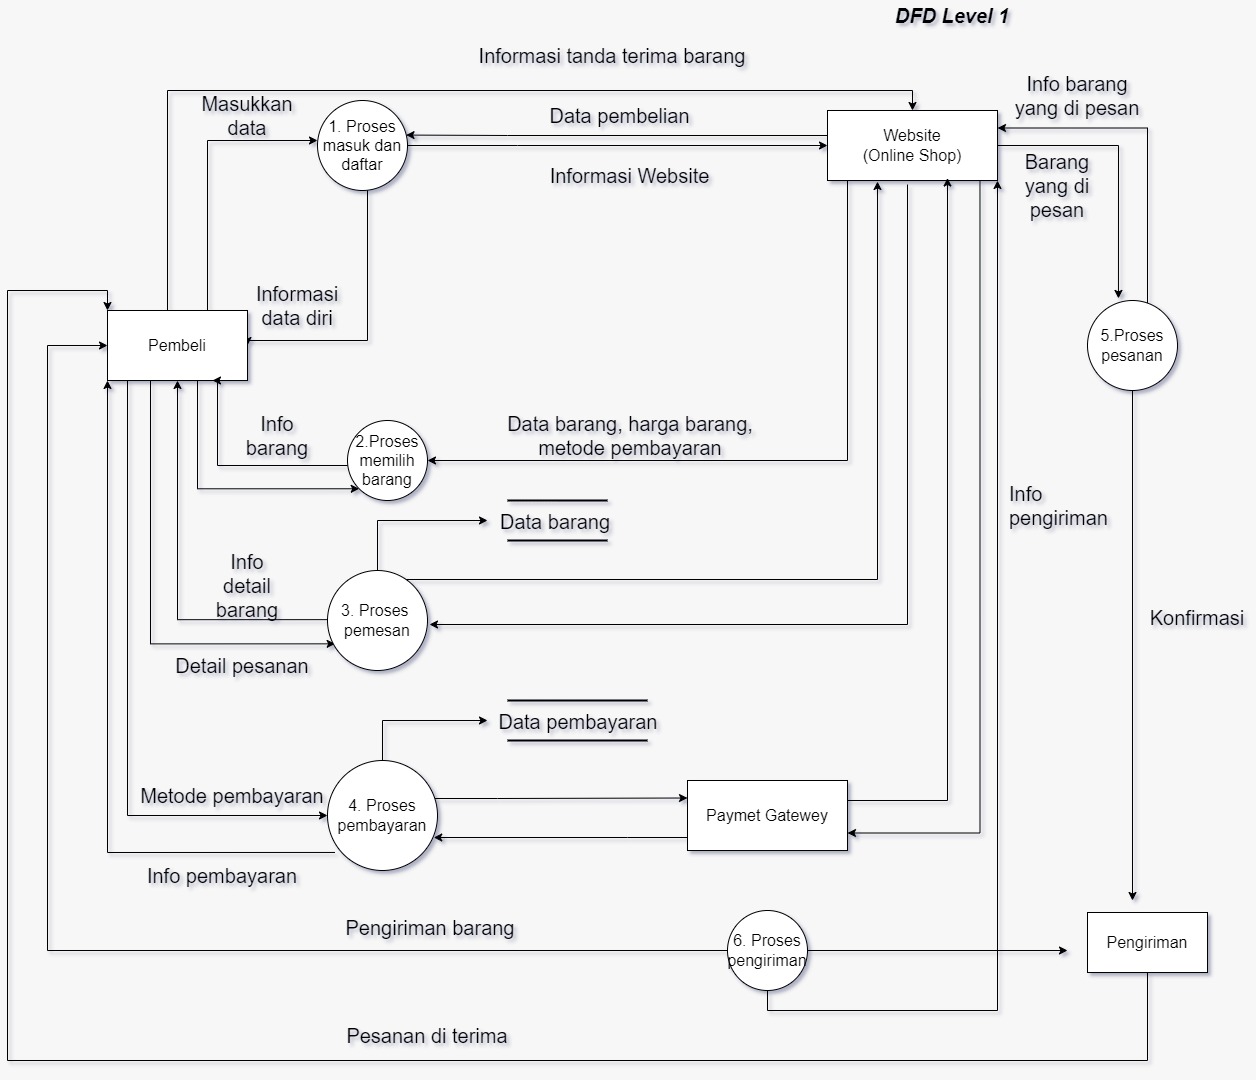 DFD Level 1
Informasi tanda terima barang
Masukkan
data
1. Proses
masuk dan
daftar
Data pembelian
Informasi Website
Website
(Online Shop)
Info barang
yang di pesan
Barang
yang di
pesan
Informasi
data diri
Pembeli
5.Proses
pesanan
Info
barang
2.Proses
memilih
barang
Data barang, harga barang,
metode pembayaran
Data barang
Info
pengiriman
Info
detail
barang
3. Proses
pemesan
Detail pesanan
Konfirmasi
Data pembayaran
Metode pembayaran
4. Proses
pembayaran
Paymet Gatewey
Info pembayaran
Pengiriman barang
6. Proses
pengiriman
Pengiriman
Pesanan di terima